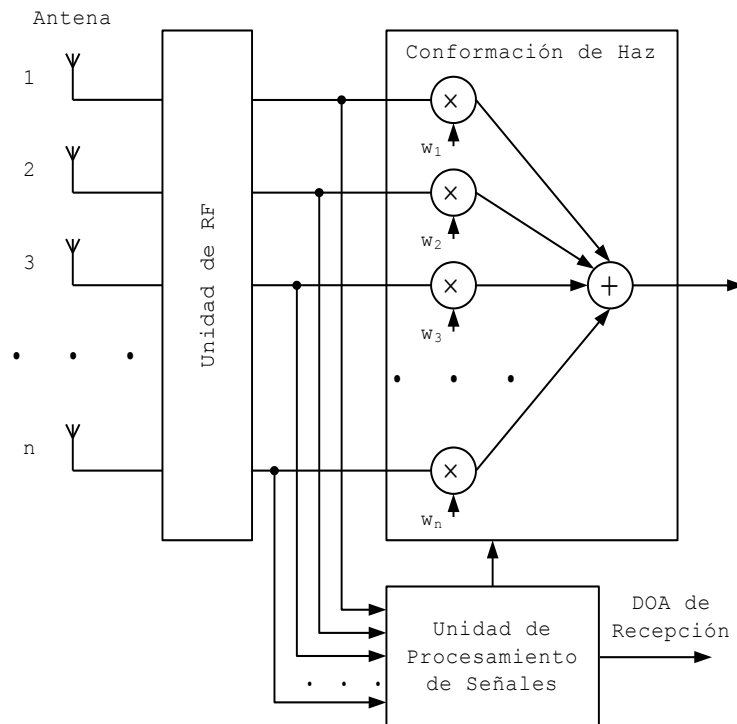 Antena
Conformación de Haz
1
×
w1
2
×
w2
3
×
w3
+
Unidad de RF
n
×
wn
Unidad de
Procesamiento
de Señales
DOA de
Recepción